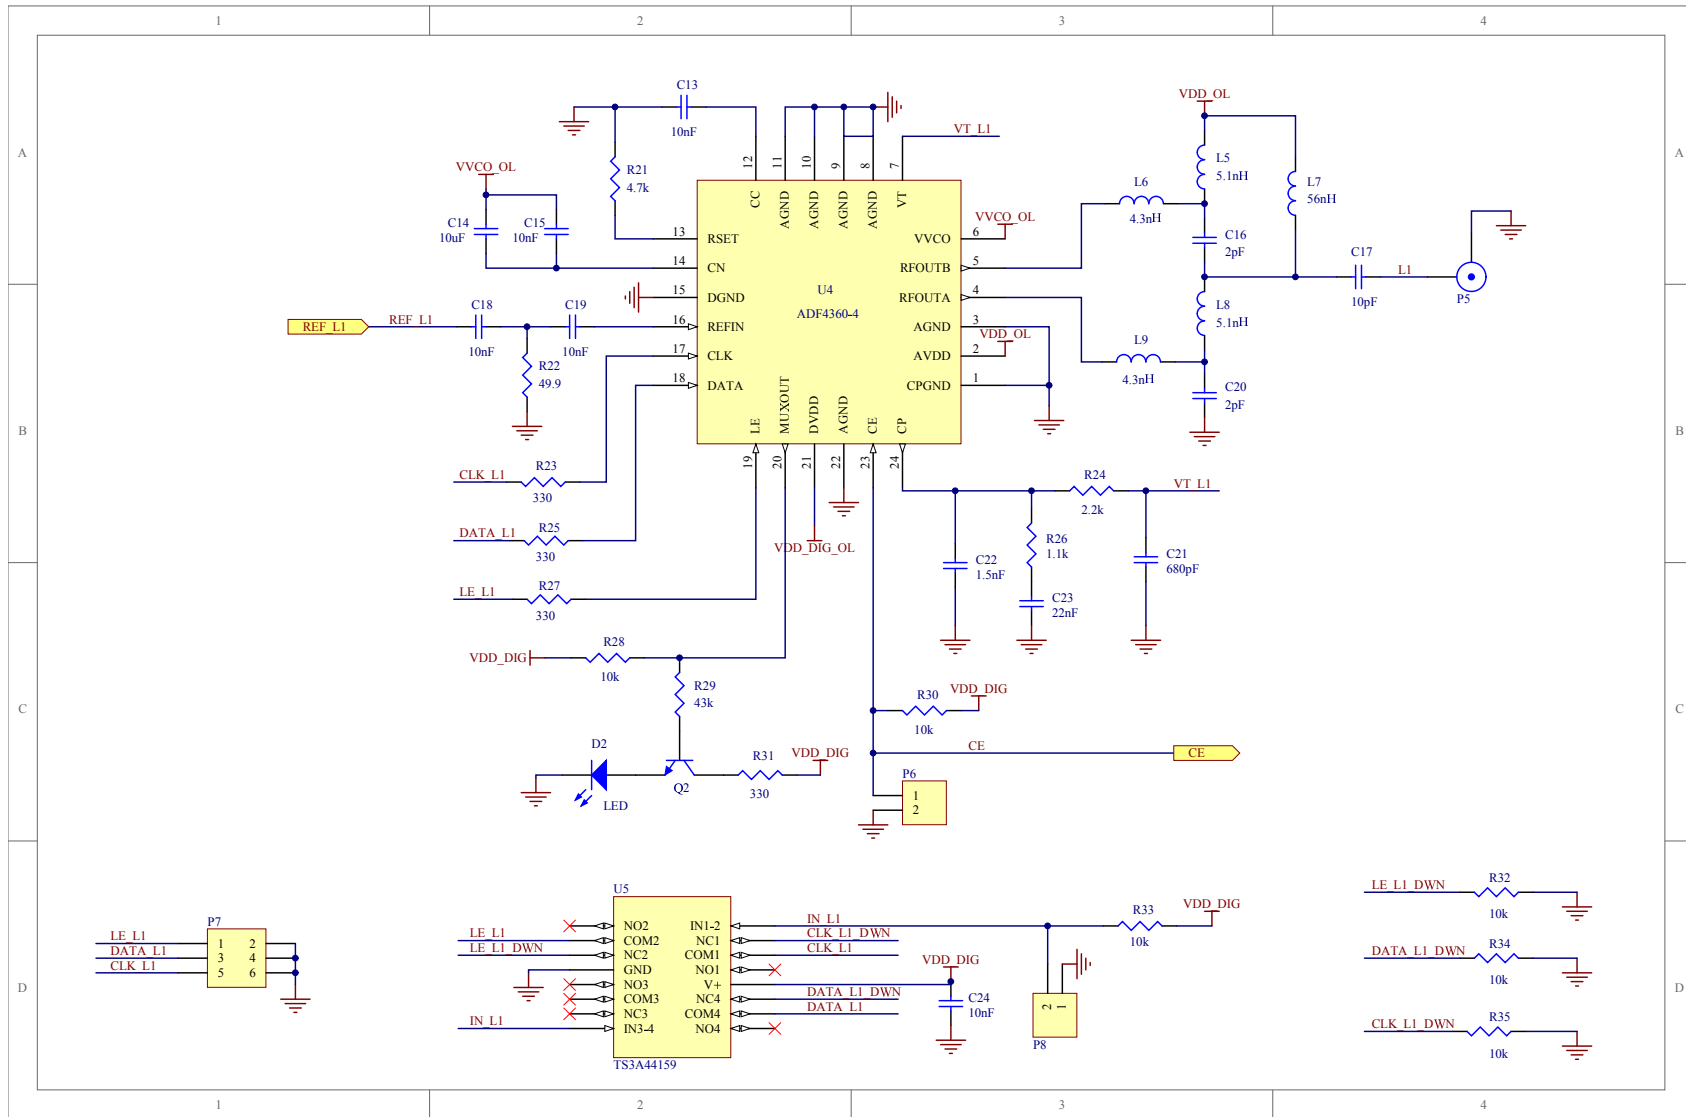 1 2 3 4
A A
B B
C C
D D
C13
10nF
R21
4.7k
VVCO_OL
C14
10uF
C15
10nF
12 11 10 9 8 7
CC AGND AGND AGND AGND VT
VT_L1
13 RSET
14 CN
15 DGND
16 REFIN
17 CLK
18 DATA
U4
ADF4360-4
VVCO 6
RFOUTB 5
RFOUTA 4
AGND 3
AVDD 2
CPGND 1
VVCO_OL
VDD_OL
LE MUXOUT DVDD AGND CE CP
19 20 21 22 23 24
VDD_OL
L5
5.1nH
L6
4.3nH
L7
56nH
C16
2pF
C17
10pF
L1
P5
L8
5.1nH
L9
4.3nH
C20
2pF
REF_L1
REF_L1
C18
10nF
C19
10nF
R22
49.9
CLK_L1
R23
330
DATA_L1
R25
330
LE_L1
R27
330
VDD_DIG_OL
R24
2.2k
VT_L1
R26
1.1k
C21
680pF
C22
1.5nF
C23
22nF
VDD_DIG
R28
10k
R29
43k
D2
LED
Q2
R31
330
VDD_DIG
R30
10k
VDD_DIG
CE
CE
P6
1
2
P7
LE_L1 1 2
DATA_L1 3 4
CLK_L1 5 6
U5
NO2 IN1-2 IN_L1
LE_L1 COM2 NC1 CLK_L1_DWN
LE_L1_DWN NC2 COM1 CLK_L1
GND NO1
NO3 V+
COM3 NC4 DATA_L1_DWN
NC3 COM4 DATA_L1
IN_L1 IN3-4 NO4
TS3A44159
VDD_DIG
C24
10nF
R33
10k
VDD_DIG
2 1
P8
LE_L1_DWN
R32
10k
DATA_L1_DWN
R34
10k
CLK_L1_DWN
R35
10k
1 2 3 4